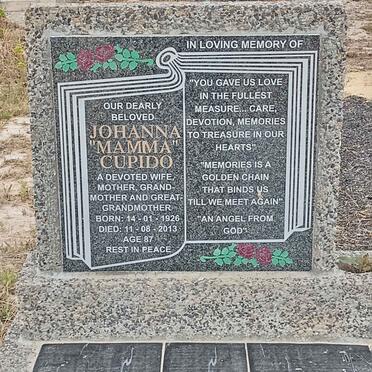 IN LOVING MEMORY OF
OUR DEARLY
BELOVED
JOHANNA
"MAMMA"
CUPIDO
A DEVOTED WIFE,
MOTHER, GRAND
MOTHER AND GREAT-
GRANDMOTHER
BORN: 14 - 01 - 1926
DIED: 11 - 08 - 2013
AGE 87
REST IN PEACE
"YOU GAVE US LOVE
IN THE FULLEST
MEASURE... CARE,
DEVOTION, MEMORIES
TO TREASURE IN OUR
HEARTS"
"MEMORIES IS A
GOLDEN CHAIN
THAT BINDS US
TILL WE MEET AGAIN"
"AN ANGEL FROM
GOD"